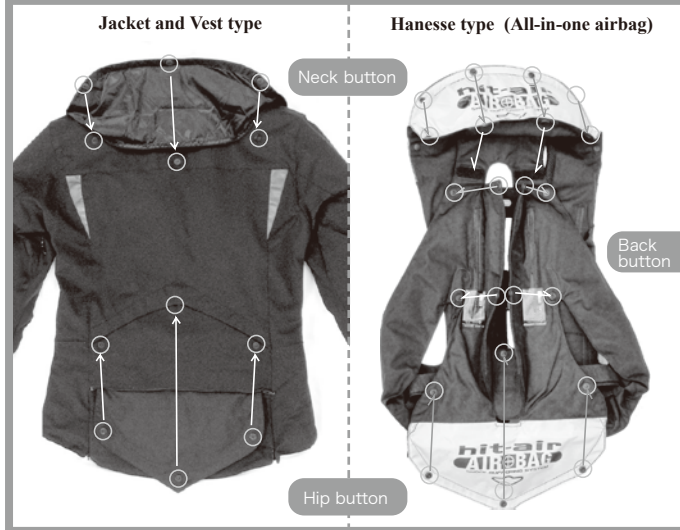 Jacket and Vest type
Hanesse type (All-in-one airbag)
Neck button
hit-air
AIRBAG
Back
button
hit-air
AIRBAG
Hip button